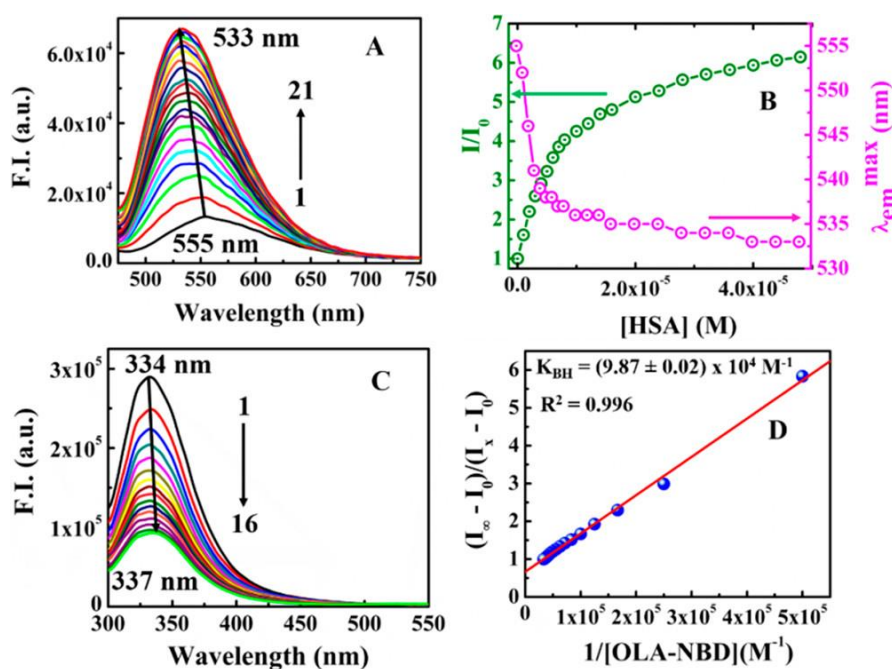 A
533 nm
555 nm
21
1
6.0x10⁴
4.0x10⁴
2.0x10⁴
0.0
F.I. (a.u.)
500 550 600 650 700 750
Wavelength (nm)
B
7
6
5
4
3
2
1
I/I₀
555
550
545
540
535
530
λₑₘᵐᵃˣ (nm)
0.0 2.0x10⁻⁵ 4.0x10⁻⁵
[HSA] (M)
C
334 nm
337 nm
1
16
3x10⁵
2x10⁵
1x10⁵
0
F.I. (a.u.)
300 350 400 450 500 550
Wavelength (nm)
K_BH = (9.87 ± 0.02) x 10⁴ M⁻¹
R² = 0.996
D
6
5
4
3
2
1
0
(I∞ - I₀)/(Iₓ - I₀)
0 1x10⁵ 2x10⁵ 3x10⁵ 4x10⁵ 5x10⁵
1/[OLA-NBD](M⁻¹)